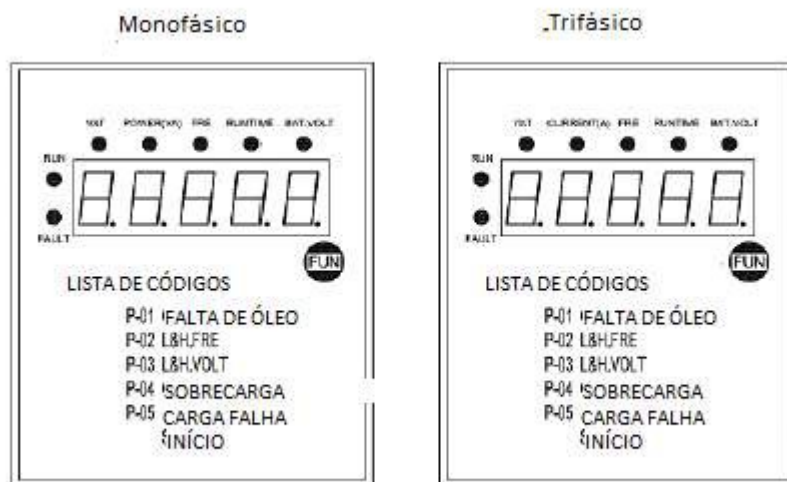 Monofásico
Trifásico
POWER(VA) FRE RUNTIME BAT.VOLT
RUN
FAULT
FUN
LISTA DE CÓDIGOS
P-01 FALTA DE ÓLEO
P-02 L&H.FRE
P-03 L&H.VOLT
P-04 SOBRECARGA
P-05 CARGA FALHA
INÍCIO
CURRENT(A) FRE RUNTIME BAT.VOLT
RUN
FAULT
FUN
LISTA DE CÓDIGOS
P-01 FALTA DE ÓLEO
P-02 L&H.FRE
P-03 L&H.VOLT
P-04 SOBRECARGA
P-05 CARGA FALHA
INÍCIO